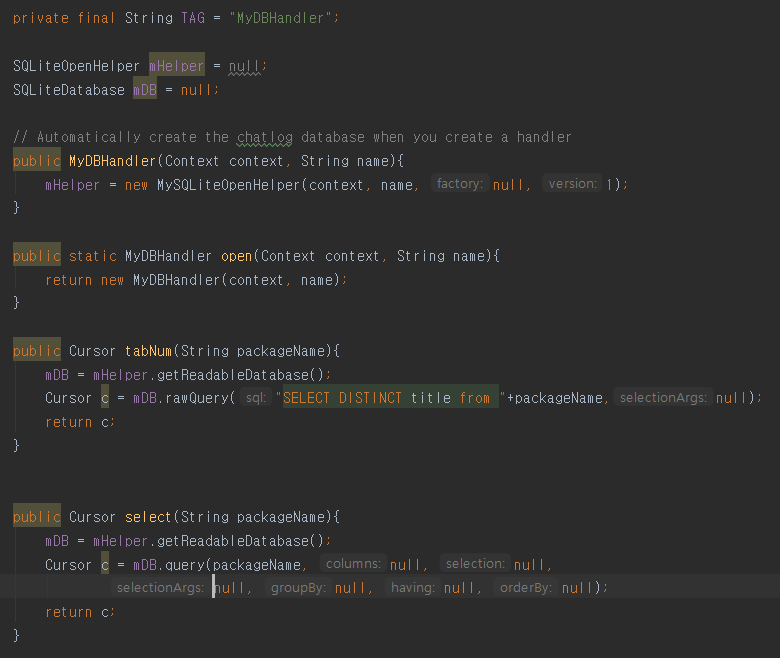 private final String TAG = "MyDBHandler";
SQLiteOpenHelper mHelper = null;
SQLiteDatabase mDB = null;
// Automatically create the chatlog database when you create a handler
public MyDBHandler(Context context, String name){
mHelper = new MySQLiteOpenHelper(context, name, factory: null, version: 1);
}
public static MyDBHandler open(Context context, String name){
return new MyDBHandler(context, name);
}
public Cursor tabNum(String packageName){
mDB = mHelper.getReadableDatabase();
Cursor c = mDB.rawQuery( sql: "SELECT DISTINCT title from "+packageName, selectionArgs: null);
return c;
}
public Cursor select(String packageName){
mDB = mHelper.getReadableDatabase();
Cursor c = mDB.query(packageName, columns: null, selection: null,
selectionArgs: null, groupBy: null, having: null, orderBy: null);
return c;
}